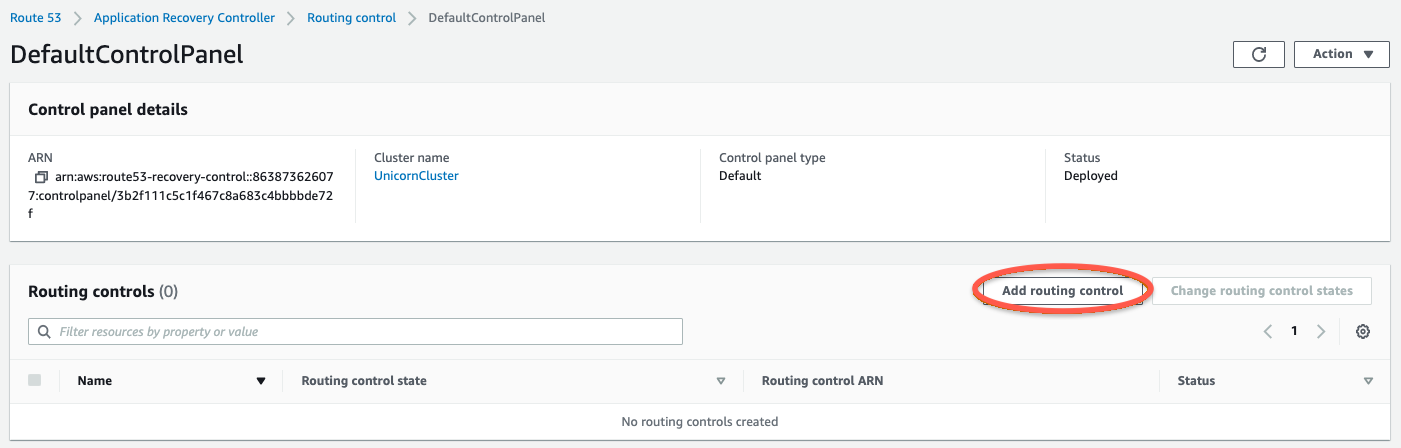 Route 53 > Application Recovery Controller > Routing control > DefaultControlPanel
DefaultControlPanel
Action
Control panel details
ARN
arn:aws:route53-recovery-control::86387362607
7:controlpanel/3b2f111c5c1f467c8a683c4bbbbde72
f
Cluster name
UnicornCluster
Control panel type
Default
Status
Deployed
Routing controls (0)
Add routing control
Change routing control states
Filter resources by property or value
1
Name
Routing control state
Routing control ARN
Status
No routing controls created